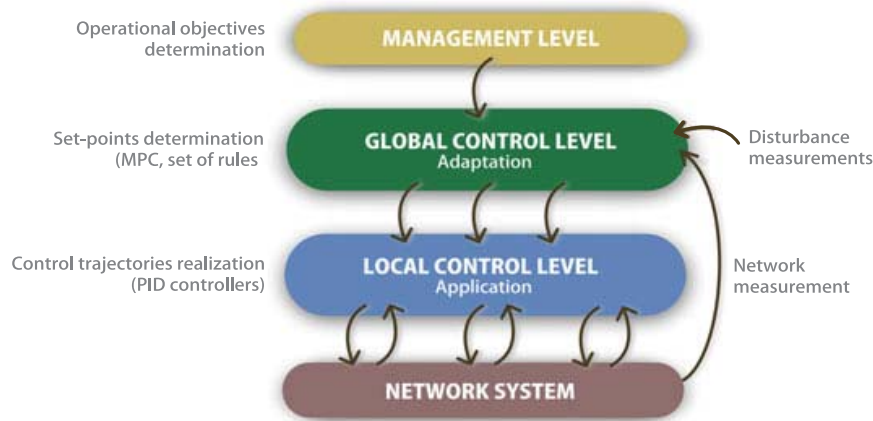 Operational objectives
determination
MANAGEMENT LEVEL
Set-points determination
(MPC, set of rules
GLOBAL CONTROL LEVEL
Adaptation
Disturbance
measurements
Control trajectories realization
(PID controllers)
LOCAL CONTROL LEVEL
Application
Network
measurement
NETWORK SYSTEM